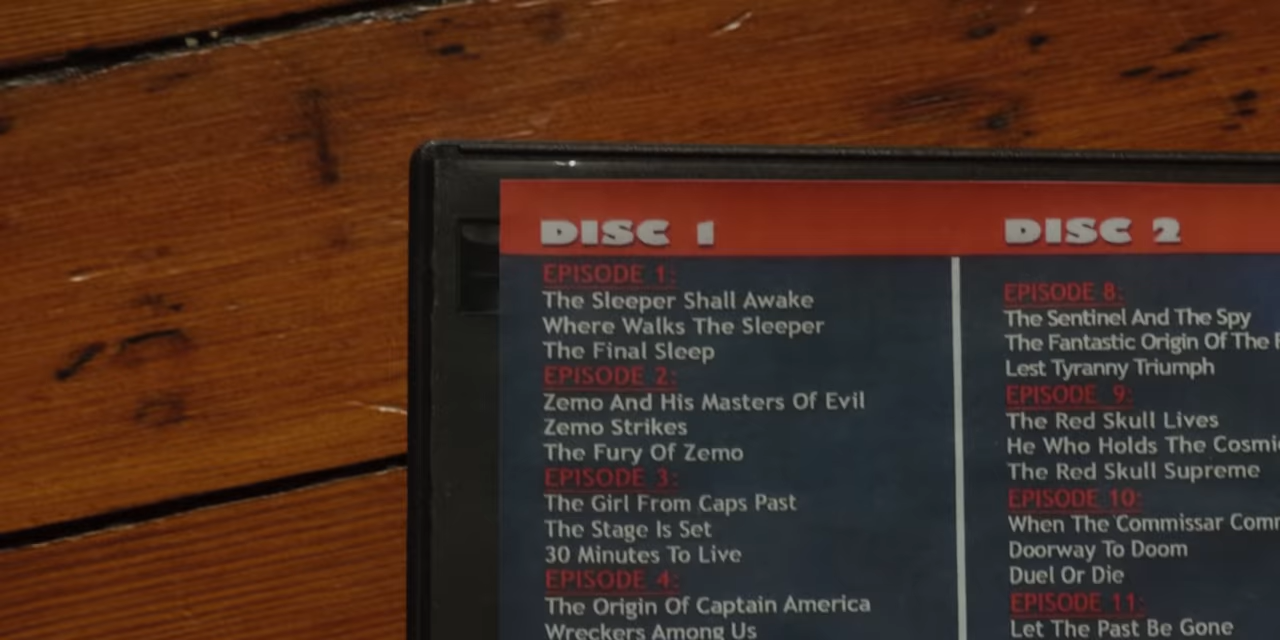 DISC 1
EPISODE 1:
The Sleeper Shall Awake
Where Walks The Sleeper
The Final Sleep
EPISODE 2:
Zemo And His Masters Of Evil
Zemo Strikes
The Fury Of Zemo
EPISODE 3:
The Girl From Caps Past
The Stage Is Set
30 Minutes To Live
EPISODE 4:
The Origin Of Captain America
Wreckers Among Us
DISC 2
EPISODE 8:
The Sentinel And The Spy
The Fantastic Origin Of The
Lest Tyranny Triumph
EPISODE 9:
The Red Skull Lives
He Who Holds The
The Red Skull Supreme
EPISODE 10:
When The Commissar
Doorway To Doom
Duel Or Die
EPISODE 11:
Let The Past Be Gone